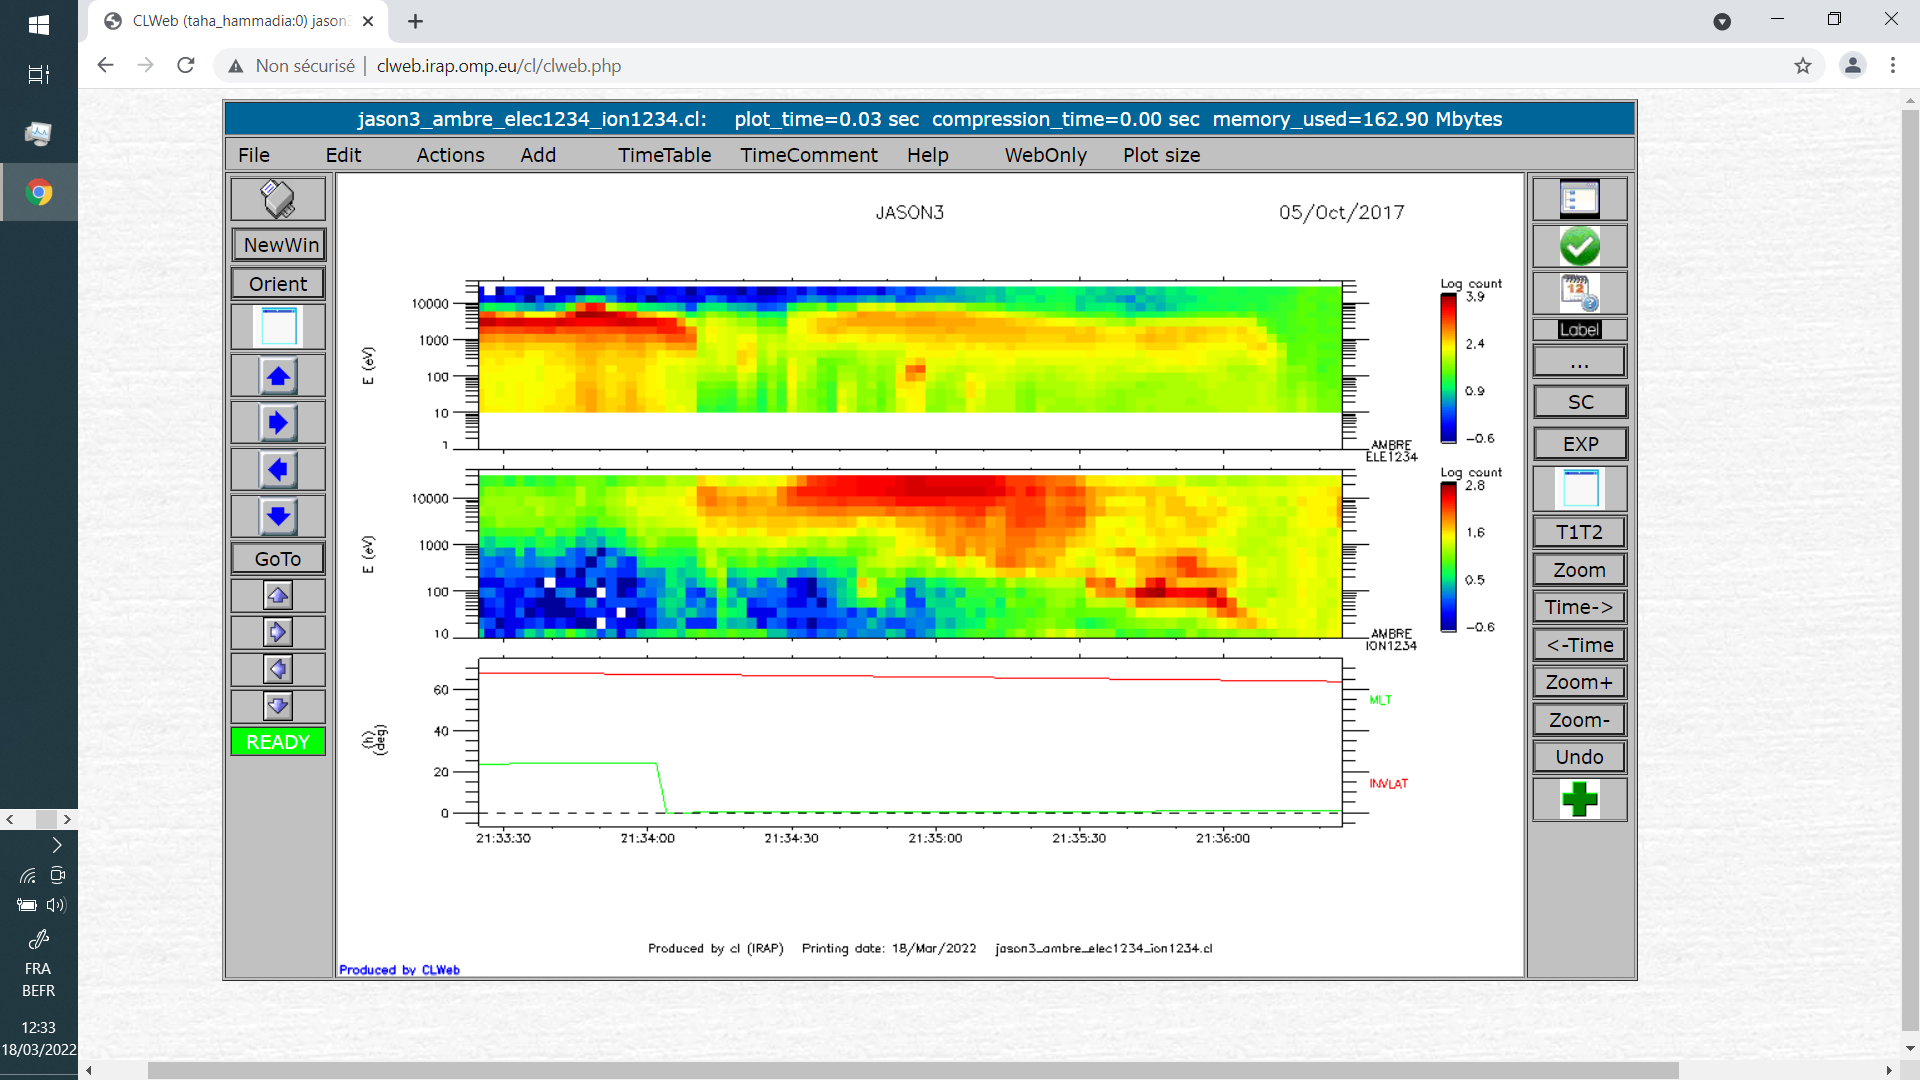 CLWeb (taha_hammadia:0) jason3
Non sécurisé | clweb.irap.omp.eu/cl/clweb.php
jason3_ambre_elec1234_ion1234.cl: plot_time=0.03 sec compression_time=0.00 sec memory_used=162.90 Mbytes
File Edit Actions Add TimeTable TimeComment Help WebOnly Plot size
NewWin
Orient
GoTo
READY
JASON3
05/Oct/2017
E (eV)
10000
1000
100
10
1
Log count
3.9
2.4
0.9
-0.6
AMBRE
ELE1234
E (eV)
10000
1000
100
10
Log count
2.8
1.6
0.5
-0.6
AMBRE
ION1234
(h)
(deg)
60
40
20
0
MLT
INVLAT
21:33:30 21:34:00 21:34:30 21:35:00 21:35:30 21:36:00
Produced by cl (IRAP) Printing date: 18/Mar/2022 jason3_ambre_elec1234_ion1234.cl
Produced by CLWeb
12
Label
...
SC
EXP
T1T2
Zoom
Time->
<-Time
Zoom+
Zoom-
Undo
FRA
BEFR
12:33
18/03/2022